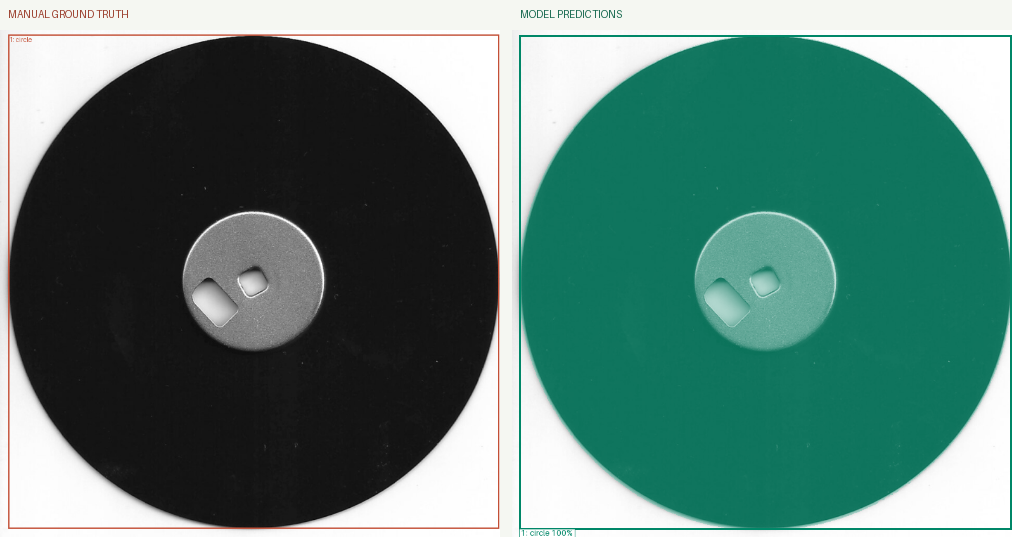 MANUAL GROUND TRUTH
MODEL PREDICTIONS
1: circle
1: circle 100%